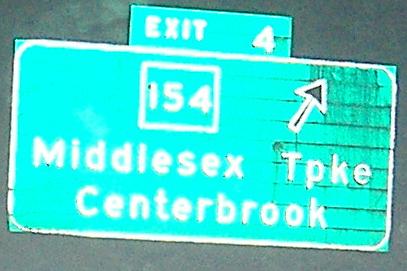 EXIT 4
154
Middlesex Tpke
Centerbrook